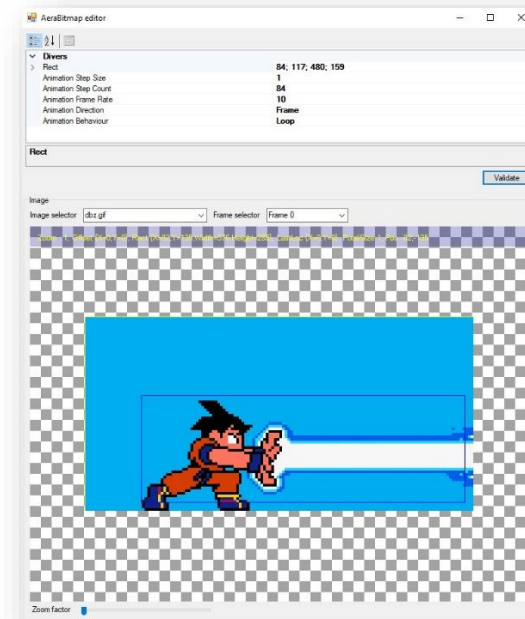 AeraBitmap editor
Divers
Rect 84; 117; 480; 159
Animation Step Size 1
Animation Step Count 84
Animation Frame Rate 10
Animation Direction Frame
Animation Behaviour Loop
Rect
Validate
Image
Image selector dbz.gif Frame selector Frame 0
Zoom factor